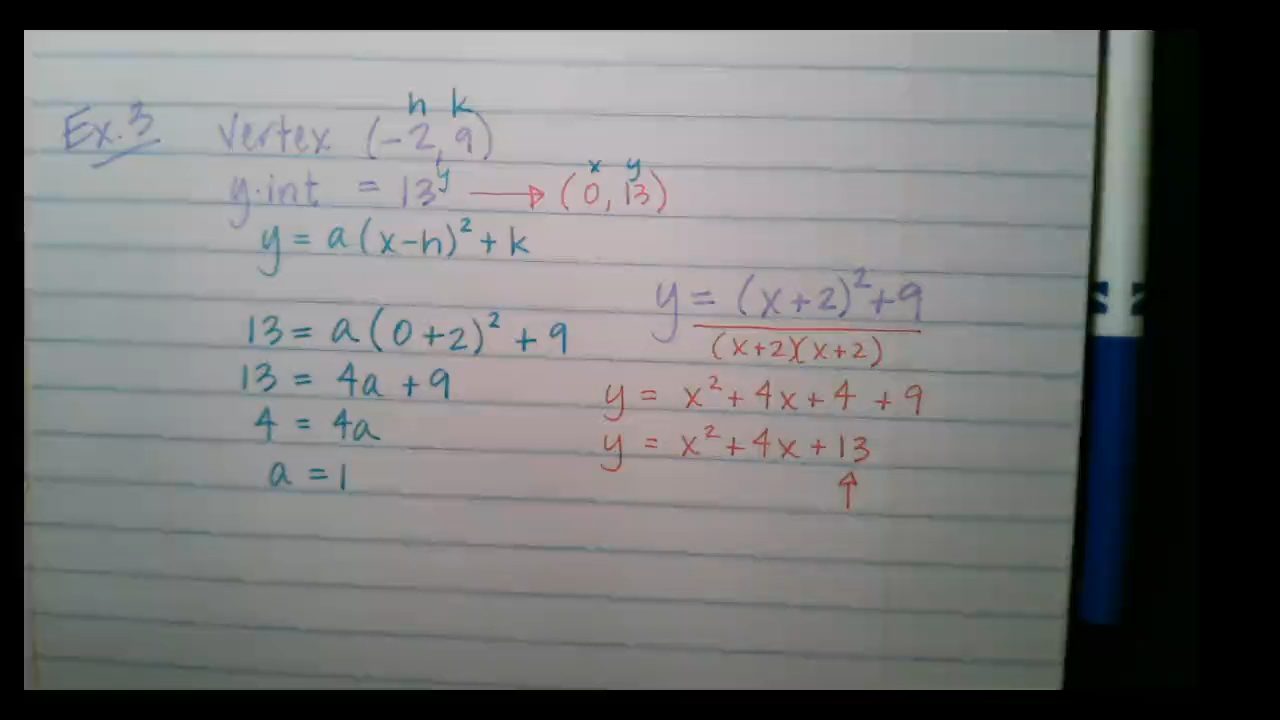 h k
Ex.3 Vertex (-2, 9)
x y
y.int = 13 y → (0, 13)
y = a(x-h)² + k
y = (x+2)² + 9
(x+2)(x+2)
13 = a(0+2)² + 9
13 = 4a + 9
y = x² + 4x + 4 + 9
4 = 4a
y = x² + 4x + 13
a = 1
↑